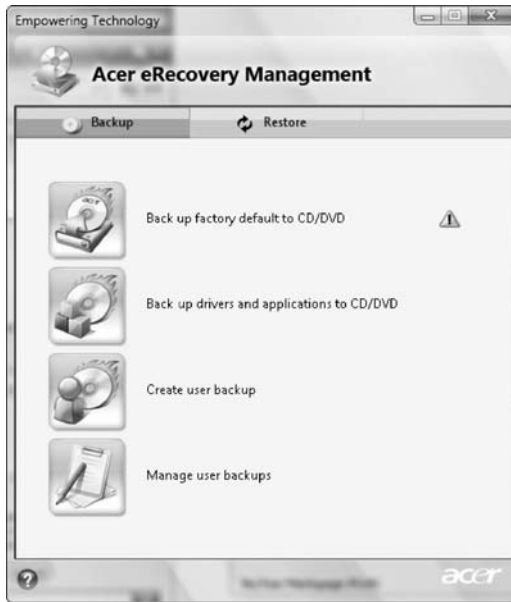 Empowering Technology
Acer eRecovery Management
Backup
Restore
Back up factory default to CD/DVD
Back up drivers and applications to CD/DVD
Create user backup
Manage user backups
acer